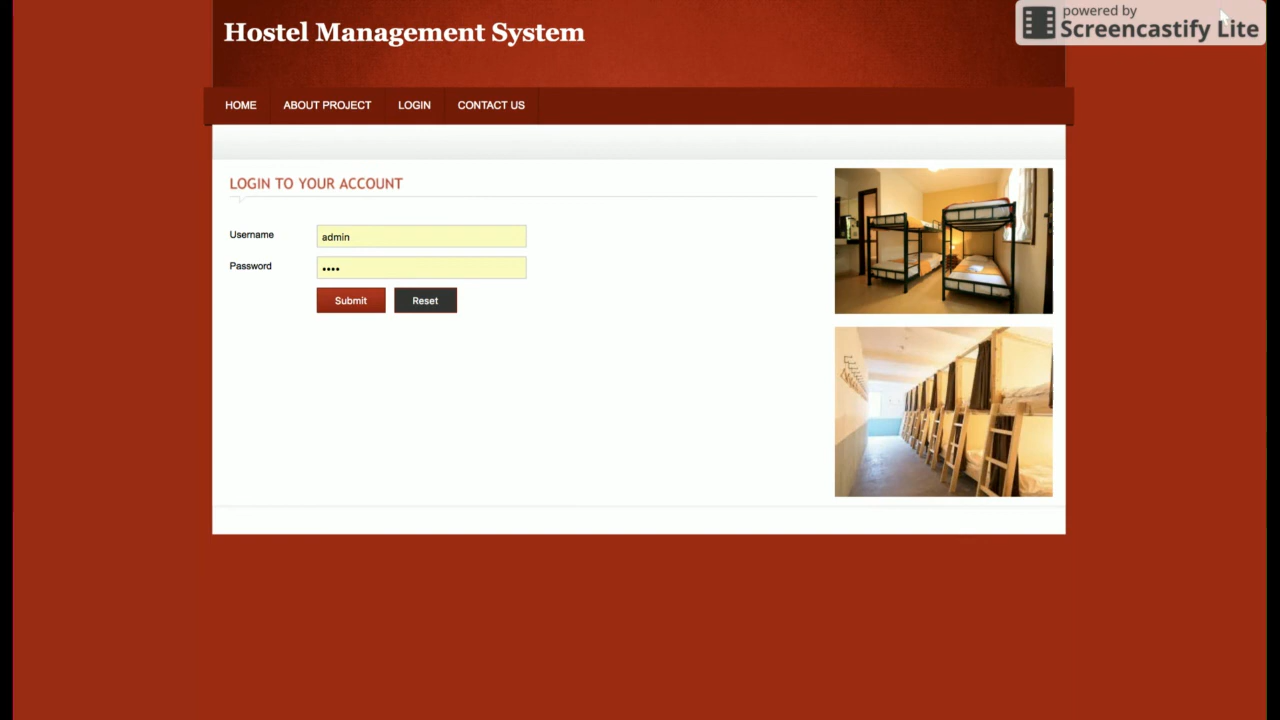 powered by
Screencastify Lite
Hostel Management System
HOME ABOUT PROJECT LOGIN CONTACT US
LOGIN TO YOUR ACCOUNT
Username admin
Password ••••
Submit Reset